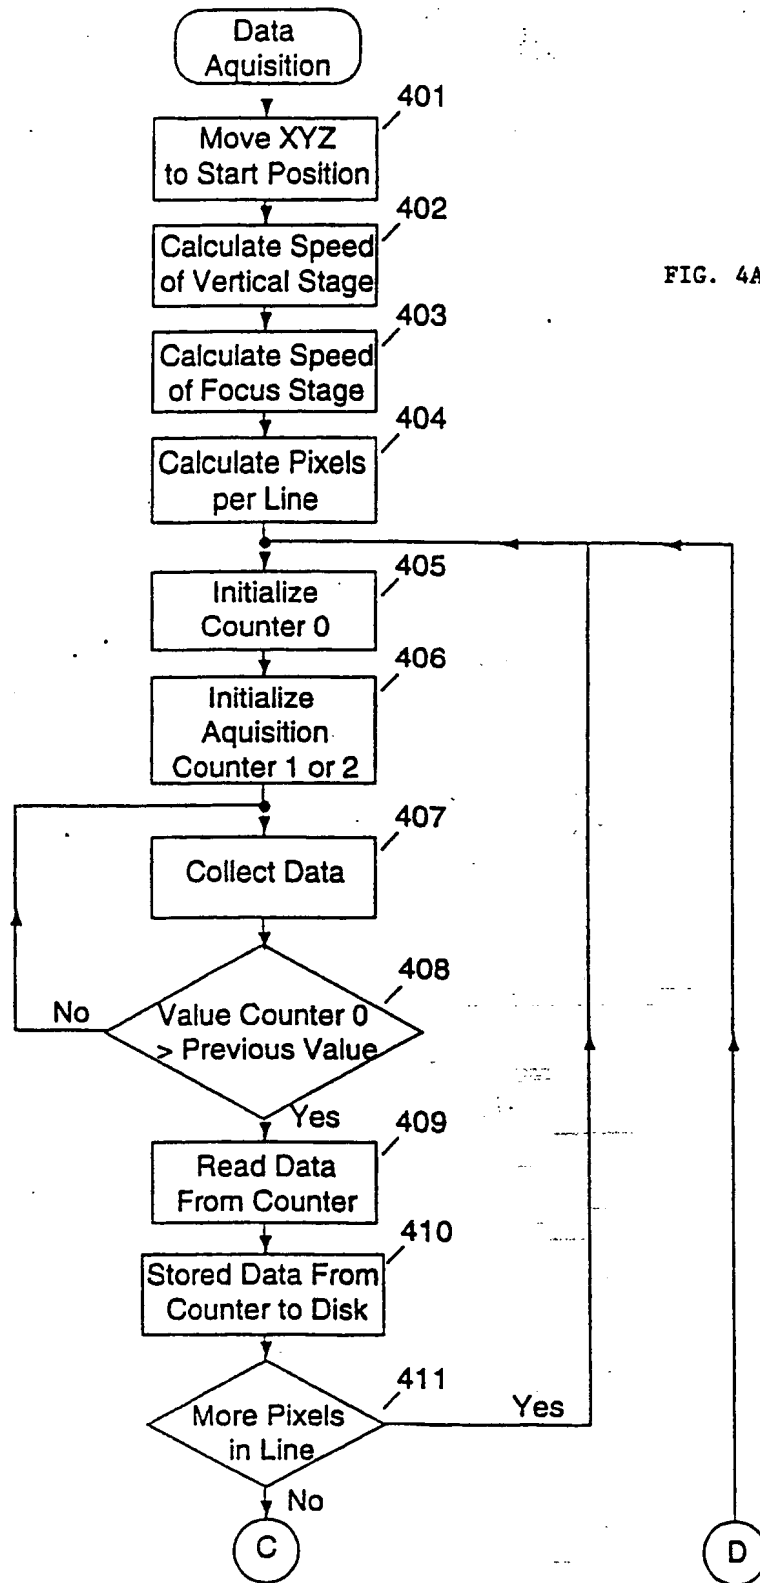 Data
Aquisition
401
Move XYZ
to Start Position
402
Calculate Speed
of Vertical Stage
FIG. 4A
403
Calculate Speed
of Focus Stage
404
Calculate Pixels
per Line
405
Initialize
Counter 0
406
Initialize
Aquisition
Counter 1 or 2
407
Collect Data
408
No
Value Counter 0
> Previous Value
Yes
409
Read Data
From Counter
410
Stored Data From
Counter to Disk
411
More Pixels
in Line
Yes
No
C
D